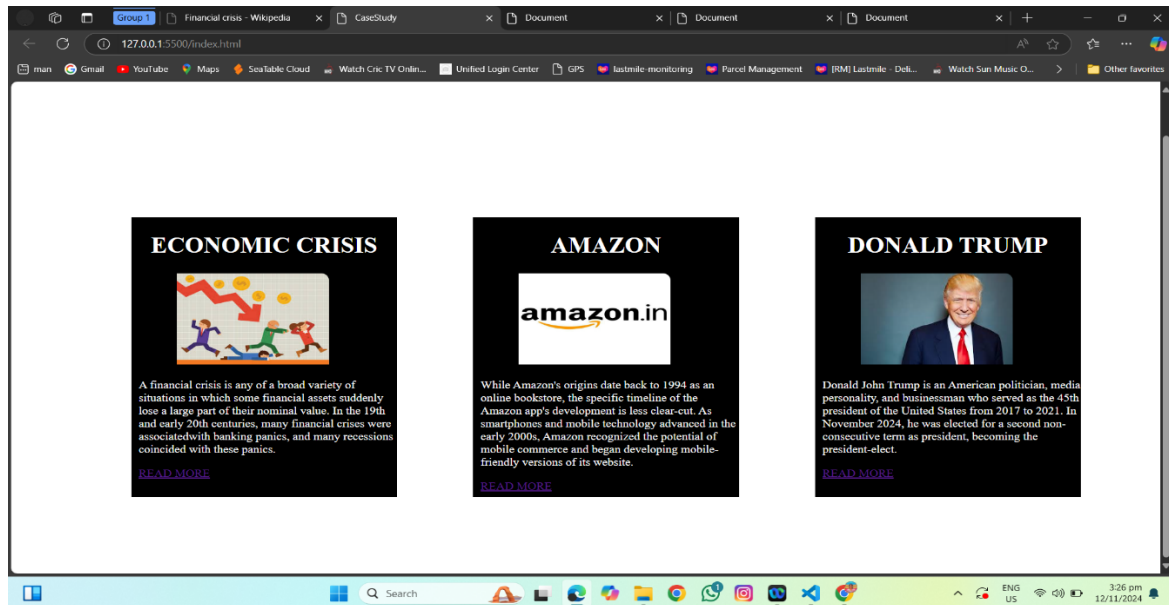 Group 1
Financial crisis - Wikipedia
CaseStudy
Document
Document
Document
127.0.0.1:5500/index.html
man
Gmail
YouTube
Maps
SeaTable Cloud
Watch Cric TV Onlin...
Unified Login Center
GPS
lastmile-monitoring
Parcel Management
[RM] Lastmile - Deli...
Watch Sun Music O...
Other favorites
ECONOMIC CRISIS
A financial crisis is any of a broad variety of
situations in which some financial assets suddenly
lose a large part of their nominal value. In the 19th
and early 20th centuries, many financial crises were
associatedwith banking panics, and many recessions
coincided with these panics.
READ MORE
AMAZON
amazon.in
While Amazon's origins date back to 1994 as an
online bookstore, the specific timeline of the
Amazon app's development is less clear-cut. As
smartphones and mobile technology advanced in the
early 2000s, Amazon recognized the potential of
mobile commerce and began developing mobile-
friendly versions of its website.
READ MORE
DONALD TRUMP
Donald John Trump is an American politician, media
personality, and businessman who served as the 45th
president of the United States from 2017 to 2021. In
November 2024, he was elected for a second non-
consecutive term as president, becoming the
president-elect.
READ MORE
Search
ENG
US
3:26 pm
12/11/2024